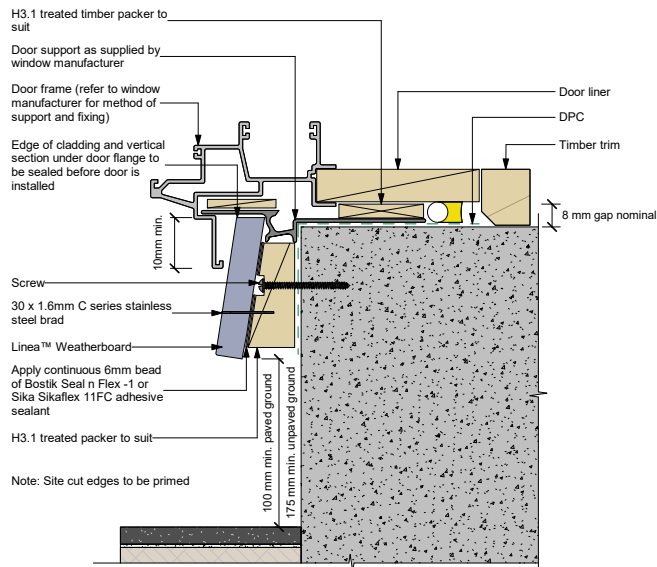 H3.1 treated timber packer to
suit
Door support as supplied by
window manufacturer
Door frame (refer to window
manufacturer for method of
support and fixing)
Edge of cladding and vertical
section under door flange to
be sealed before door is
installed
10mm min.
Screw
30 x 1.6mm C series stainless
steel brad
Linea™ Weatherboard
Apply continuous 6mm bead
of Bostik Seal n Flex -1 or
Sika Sikaflex 11FC adhesive
sealant
H3.1 treated packer to suit
Note: Site cut edges to be primed
100 mm min. paved ground
175 mm min. unpaved ground
Door liner
DPC
Timber trim
8 mm gap nominal